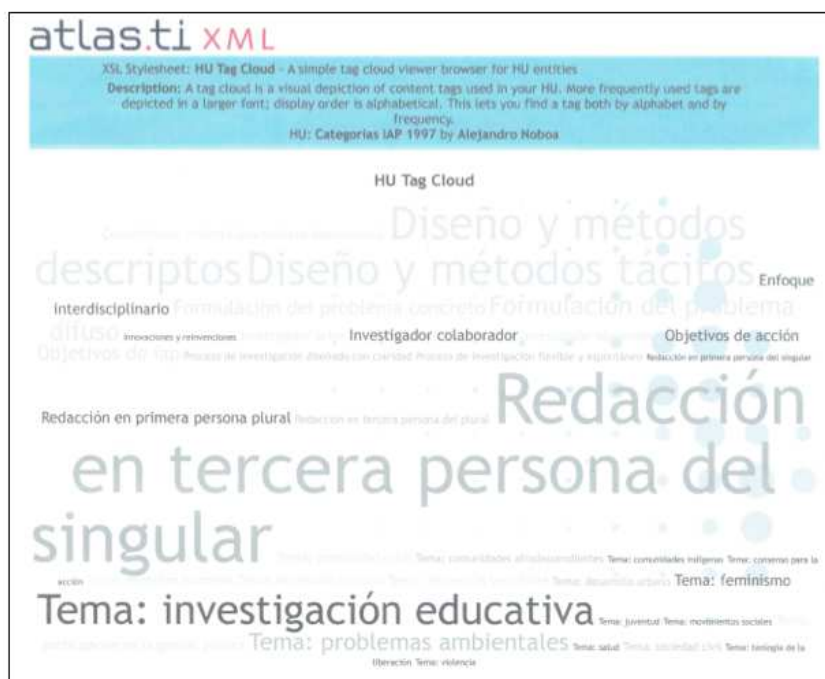 atlas.ti XML
XSL Stylesheet: HU Tag Cloud - A simple tag cloud viewer browser for HU entities
Description: A tag cloud is a visual depiction of content tags used in your HU. More frequently used tags are
depicted in a larger font; display order is alphabetical. This lets you find a tag both by alphabet and by
frequency.
HU: Categorías IAP 1997 by Alejandro Noboa
HU Tag Cloud
Diseño y métodos
descriptos Diseño y métodos tácitos Enfoque
interdisciplinario Formulación del problema concreto Formulación del problema
difuso Innovaciones y reinvenciones Investigador colaborador Objetivos de acción
Objetivos de iap Proceso de investigación diseñado con claridad Proceso de investigación flexible y espontáneo Redacción en primera persona del singular
Redacción en primera persona plural Redacción en tercera persona del plural Redacción
en tercera persona del
singular Tema: comunidades afrodescendientes Tema: comunidades indígenas Tema: consenso para la
acción Tema: desarrollo urbano Tema: feminismo
Tema: investigación educativa Tema: juventud Tema: movimientos sociales
Tema: problemas ambientales Tema: salud Tema: sociedad civil Tema: teología de la
liberación Tema: violencia